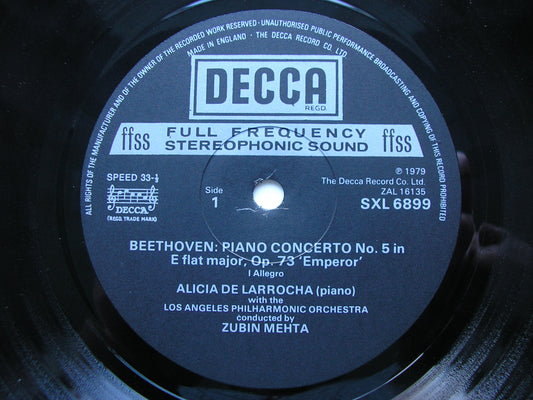 ALL RIGHTS OF THE MANUFACTURER AND OF THE OWNER OF THE RECORDED WORK RESERVED · UNAUTHORISED PUBLIC PERFORMANCE BROADCASTING AND COPYING OF THIS RECORD PROHIBITED
MADE IN ENGLAND · THE DECCA RECORD CO. LTD.
DECCA
REGD
ffss FULL FREQUENCY ffss
STEREOPHONIC SOUND
SPEED 33⅓
DECCA
(REGD. TRADE MARK)
Side
1
℗ 1979
The Decca Record Co. Ltd.
ZAL 16135
SXL 6899
BEETHOVEN: PIANO CONCERTO No. 5 in
E flat major, Op. 73 'Emperor'
I Allegro
ALICIA DE LARROCHA (piano)
with the
LOS ANGELES PHILHARMONIC ORCHESTRA
conducted by
ZUBIN MEHTA